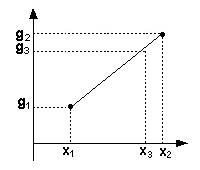 g₂
g₃
g₁
x₁ x₃ x₂